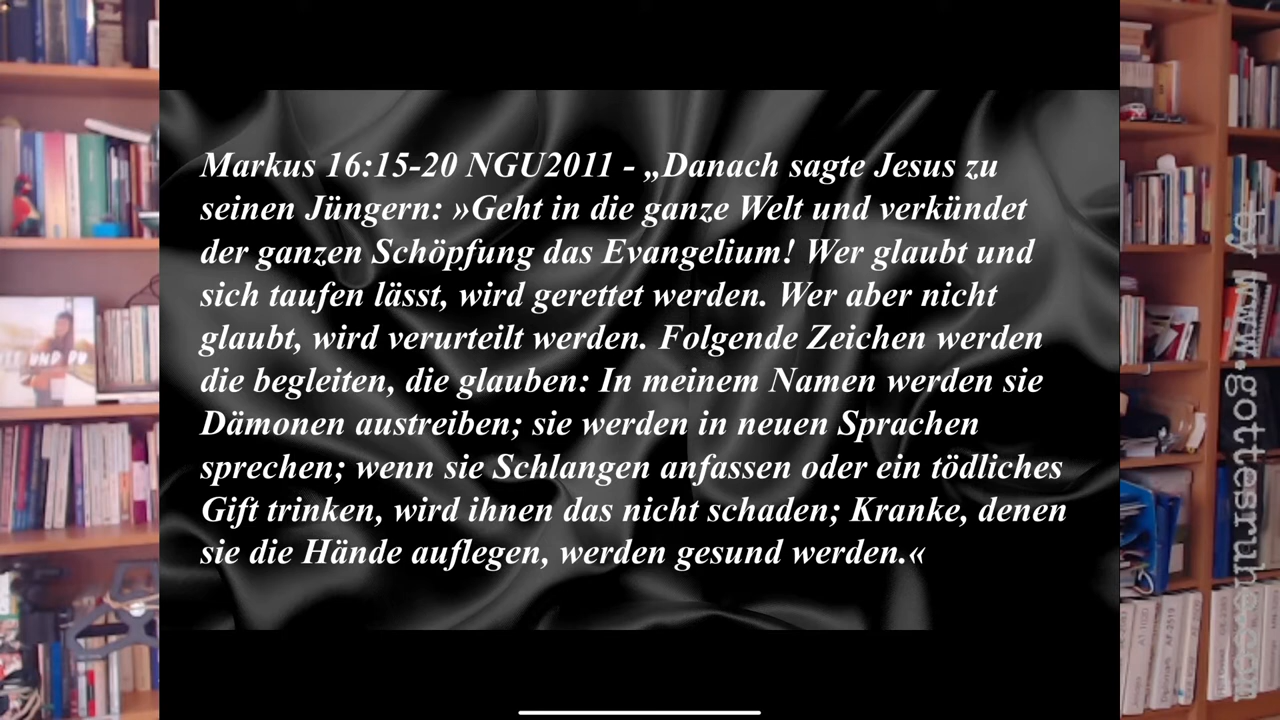 Markus 16:15-20 NGU2011 - „Danach sagte Jesus zu
seinen Jüngern: »Geht in die ganze Welt und verkündet
der ganzen Schöpfung das Evangelium! Wer glaubt und
sich taufen lässt, wird gerettet werden. Wer aber nicht
glaubt, wird verurteilt werden. Folgende Zeichen werden
die begleiten, die glauben: In meinem Namen werden sie
Dämonen austreiben; sie werden in neuen Sprachen
sprechen; wenn sie Schlangen anfassen oder ein tödliches
Gift trinken, wird ihnen das nicht schaden; Kranke, denen
sie die Hände auflegen, werden gesund werden.«
by www.gottesruhe.com
UND DU